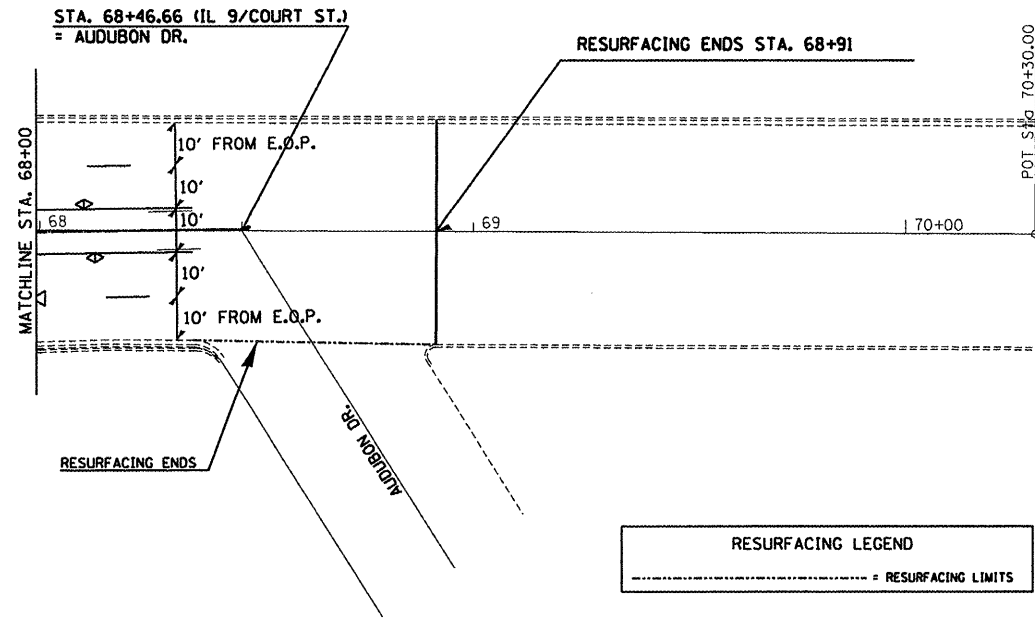 STA. 68+46.66 (IL 9/COURT ST.)
= AUDUBON DR.
RESURFACING ENDS STA. 68+91
POT Sta 70+30.00
MATCHLINE STA. 68+00
10' FROM E.O.P.
10'
10'
68
69
70+00
10'
10' FROM E.O.P.
AUDUBON DR.
RESURFACING ENDS
RESURFACING LEGEND
= RESURFACING LIMITS